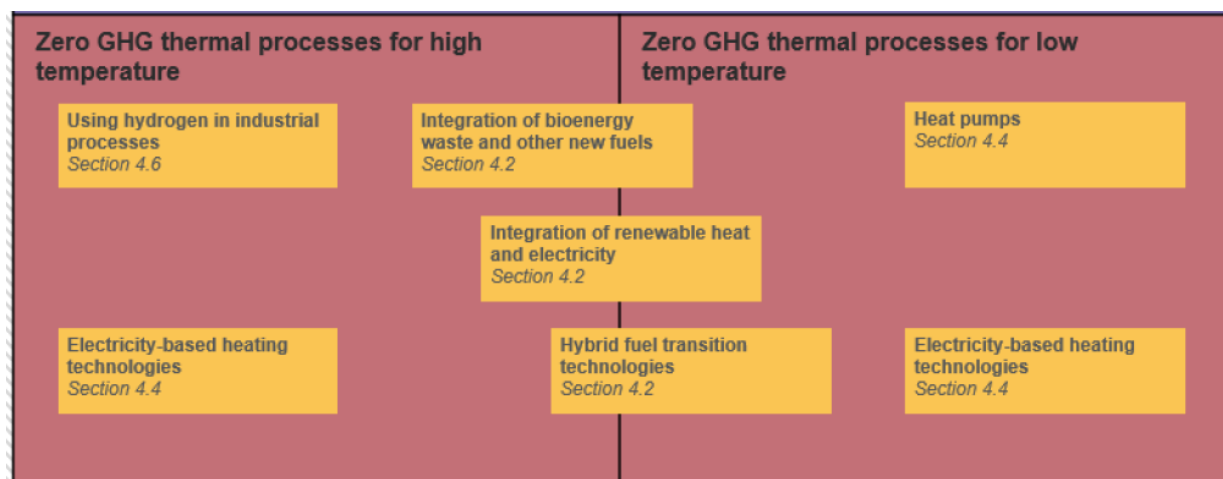 Zero GHG thermal processes for high
temperature
Zero GHG thermal processes for low
temperature
Using hydrogen in industrial
processes
Section 4.6
Integration of bioenergy
waste and other new fuels
Section 4.2
Heat pumps
Section 4.4
Integration of renewable heat
and electricity
Section 4.2
Electricity-based heating
technologies
Section 4.4
Hybrid fuel transition
technologies
Section 4.2
Electricity-based heating
technologies
Section 4.4